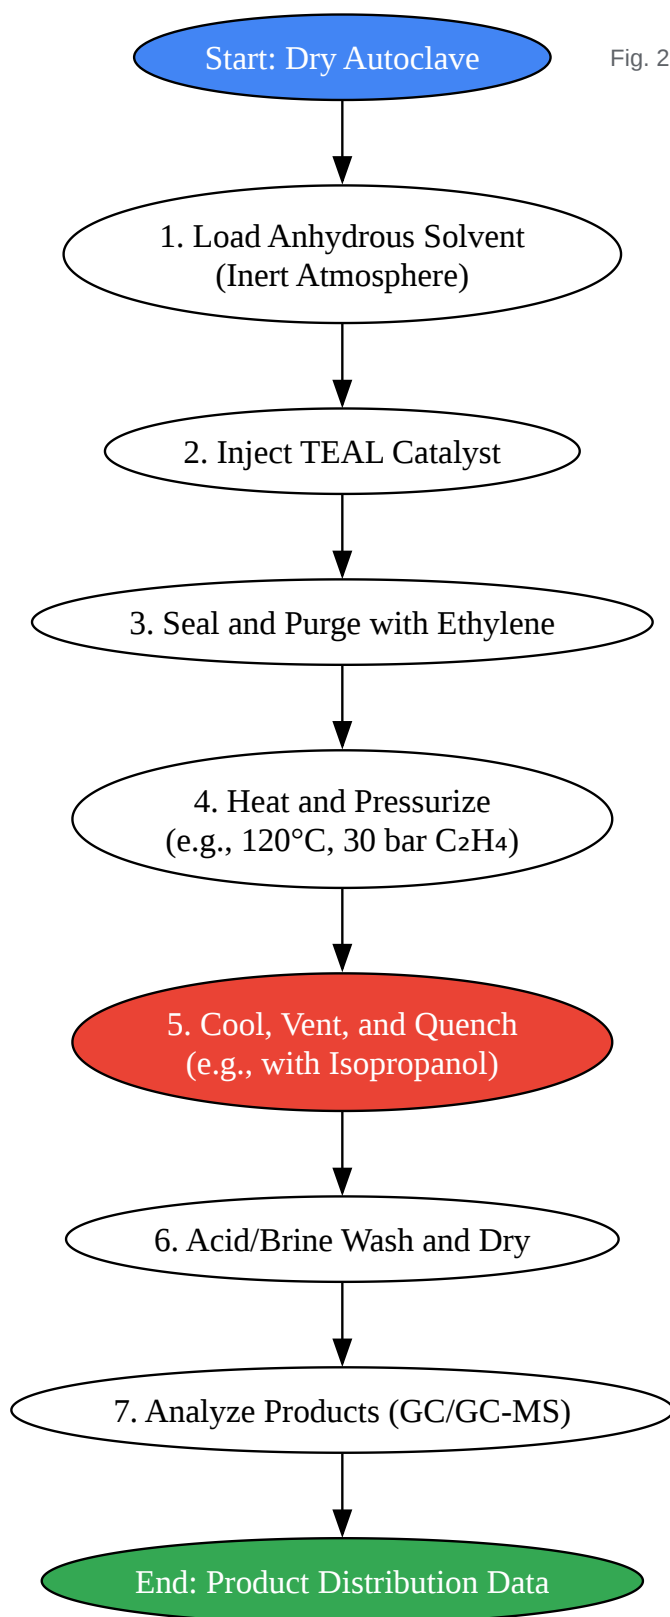 Start: Dry Autoclave
Fig. 2
1. Load Anhydrous Solvent
(Inert Atmosphere)
2. Inject TEAL Catalyst
3. Seal and Purge with Ethylene
4. Heat and Pressurize
(e.g., 120°C, 30 bar C₂H₄)
5. Cool, Vent, and Quench
(e.g., with Isopropanol)
6. Acid/Brine Wash and Dry
7. Analyze Products (GC/GC-MS)
End: Product Distribution Data